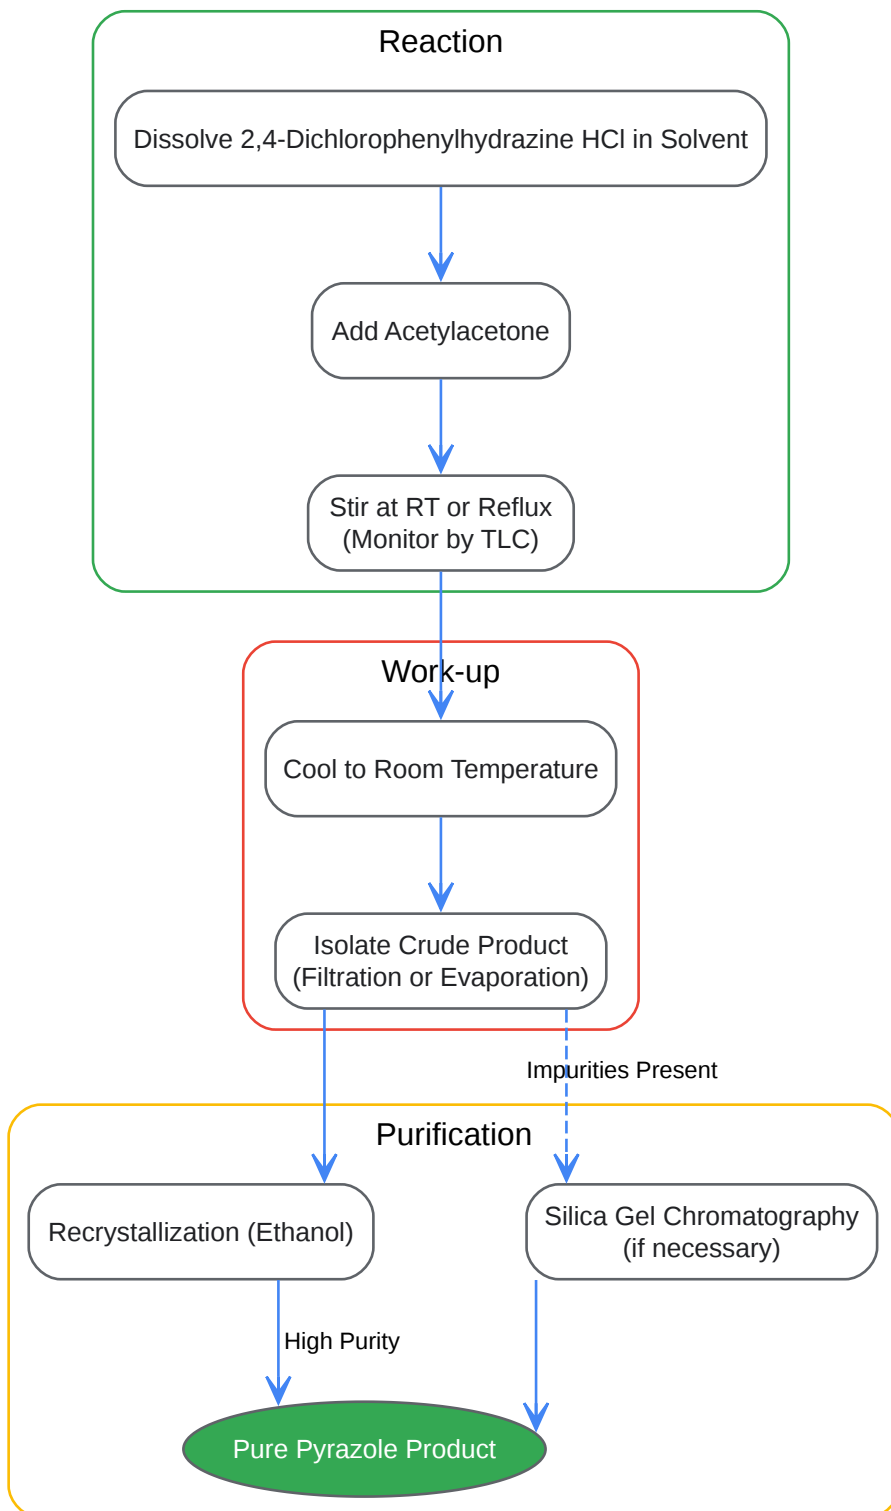 Reaction
Dissolve 2,4-Dichlorophenylhydrazine HCl in Solvent
Add Acetylacetone
Stir at RT or Reflux
(Monitor by TLC)
Work-up
Cool to Room Temperature
Isolate Crude Product
(Filtration or Evaporation)
Impurities Present
Purification
Recrystallization (Ethanol)
Silica Gel Chromatography
(if necessary)
High Purity
Pure Pyrazole Product